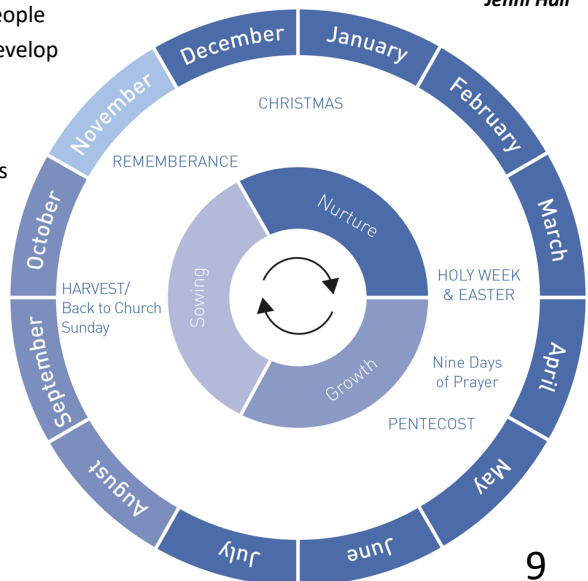 eople
evelop
s
Jenni Hall
December
January
February
March
April
May
June
July
August
September
October
November
CHRISTMAS
REMEMBERANCE
HARVEST/
Back to Church
Sunday
HOLY WEEK
& EASTER
Nine Days
of Prayer
PENTECOST
Nurture
Growth
Sowing
9